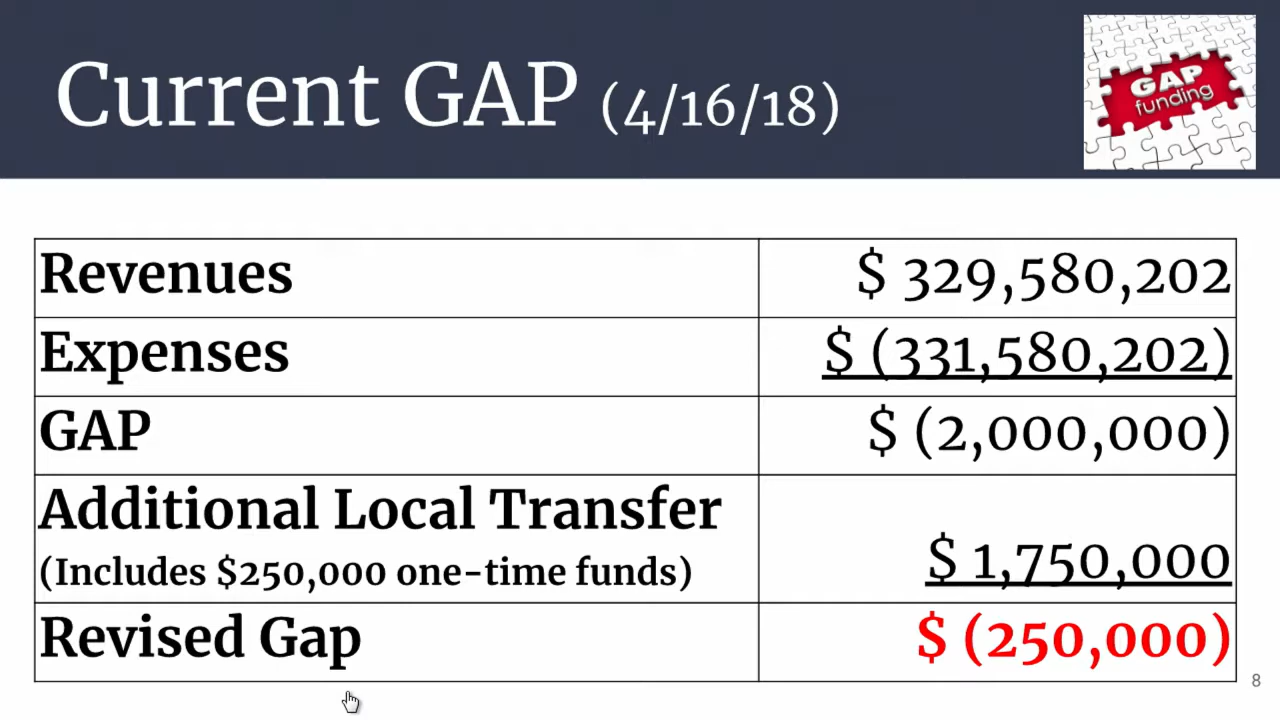 Current GAP (4/16/18)
GAP
funding
Revenues $ 329,580,202
Expenses $ (331,580,202)
GAP $ (2,000,000)
Additional Local Transfer
(Includes $250,000 one-time funds) $ 1,750,000
Revised Gap $ (250,000)
8